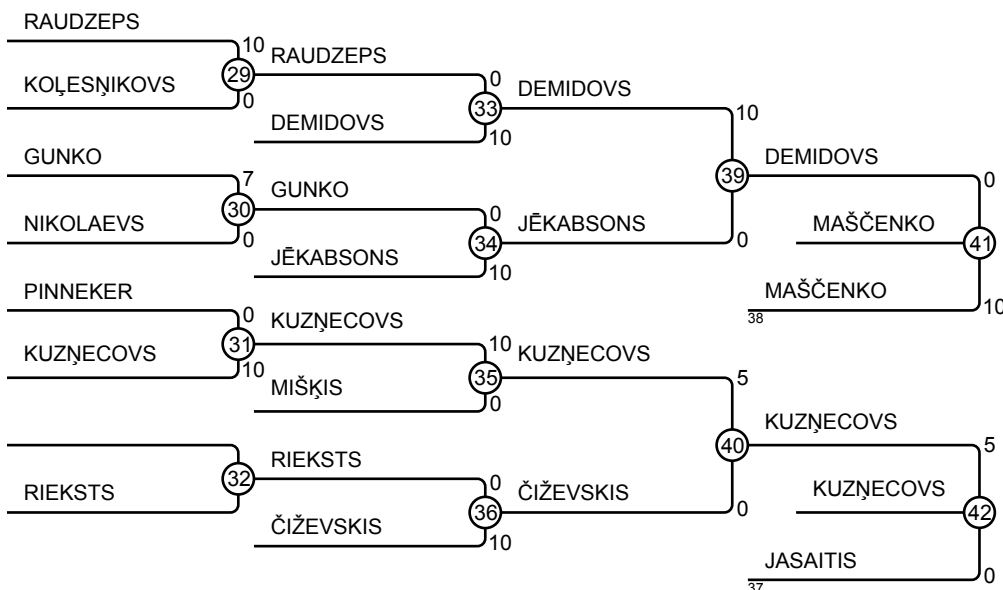 RAUDZEPS
10
RAUDZEPS
KOĻESŅIKOVS
29
0
0
DEMIDOVS
33
DEMIDOVS
10
10
GUNKO
7
DEMIDOVS
0
39
GUNKO
NIKOLAEVS
30
0
0
JĒKABSONS
MAŠČENKO
34
0
41
JĒKABSONS
10
PINNEKER
0
MAŠČENKO
38
10
KUZŅECOVS
KUZŅECOVS
31
10
10
KUZŅECOVS
35
5
MIŠĶIS
0
KUZŅECOVS
5
40
RIEKSTS
RIEKSTS
32
0
ČIŽEVSKIS
KUZŅECOVS
36
0
42
ČIŽEVSKIS
10
JASAITIS
37
0